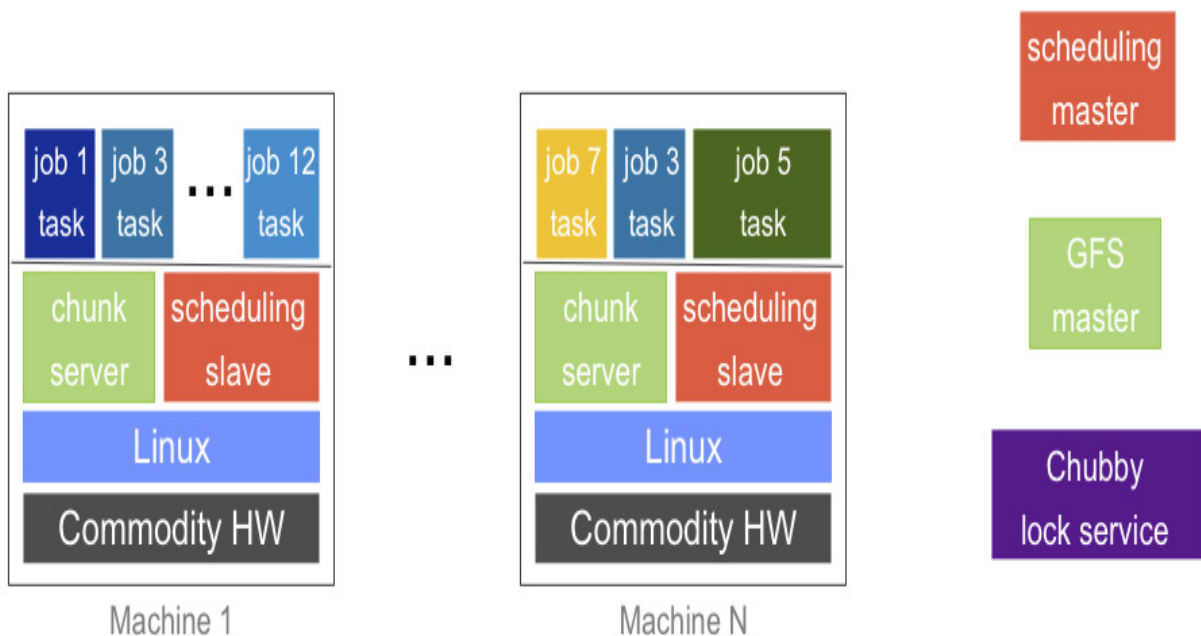 job 1
task
job 3
task
...
job 12
task
chunk
server
scheduling
slave
Linux
Commodity HW
Machine 1
...
job 7
task
job 3
task
job 5
task
chunk
server
scheduling
slave
Linux
Commodity HW
Machine N
scheduling
master
GFS
master
Chubby
lock service